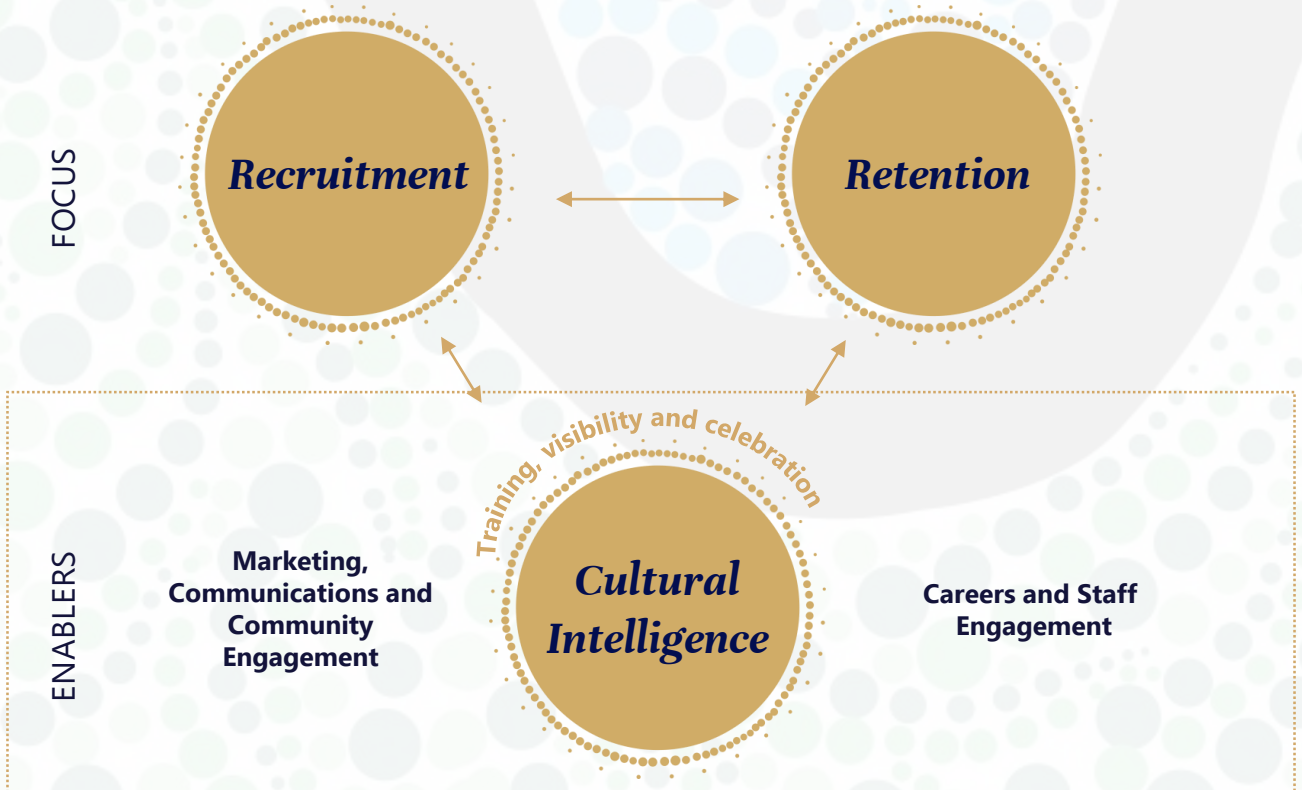 FOCUS
Recruitment
Retention
ENABLERS
Marketing,
Communications and
Community
Engagement
Training, visibility and celebration
Cultural
Intelligence
Careers and Staff
Engagement